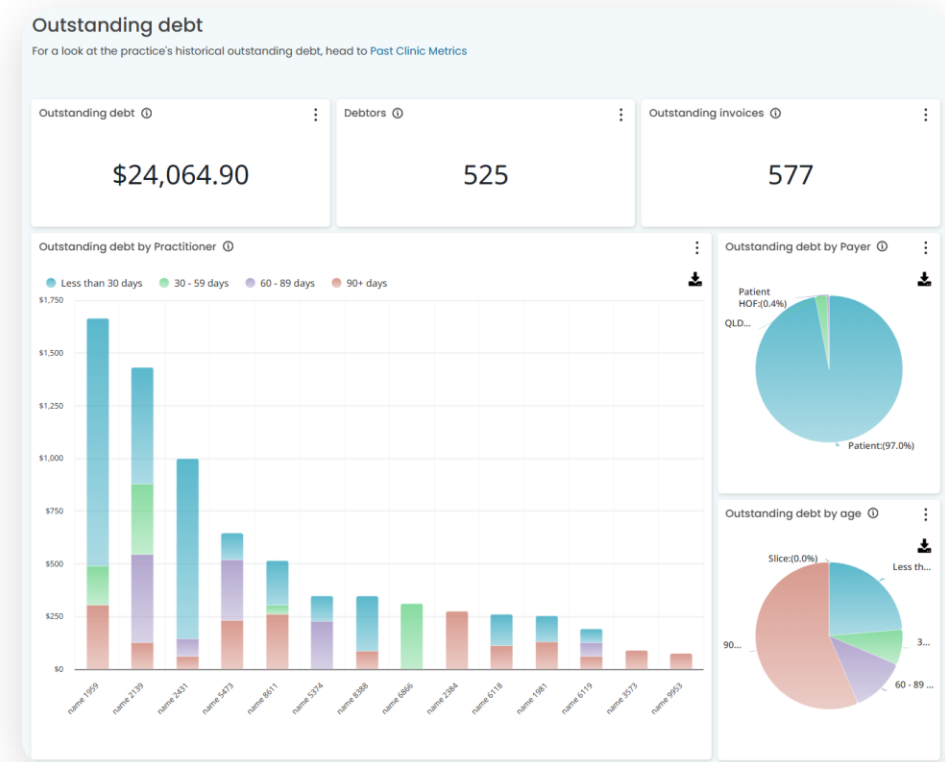 Outstanding debt
For a look at the practice's historical outstanding debt, head to Past Clinic Metrics
Outstanding debt
$24,064.90
Debtors
525
Outstanding invoices
577
Outstanding debt by Practitioner
Less than 30 days 30 - 59 days 60 - 89 days 90+ days
$1,750
$1,500
$1,250
$1,000
$750
$500
$250
$0
name 1959
name 2139
name 2431
name 5473
name 8611
name 5374
name 8388
name 6866
name 2384
name 6118
name 1981
name 6119
name 3573
name 9953
Outstanding debt by Payer
Patient
HOF:(0.4%)
QLD...
Patient:(97.0%)
Outstanding debt by age
Slice:(0.0%)
Less th...
90...
3...
60 - 89 ...